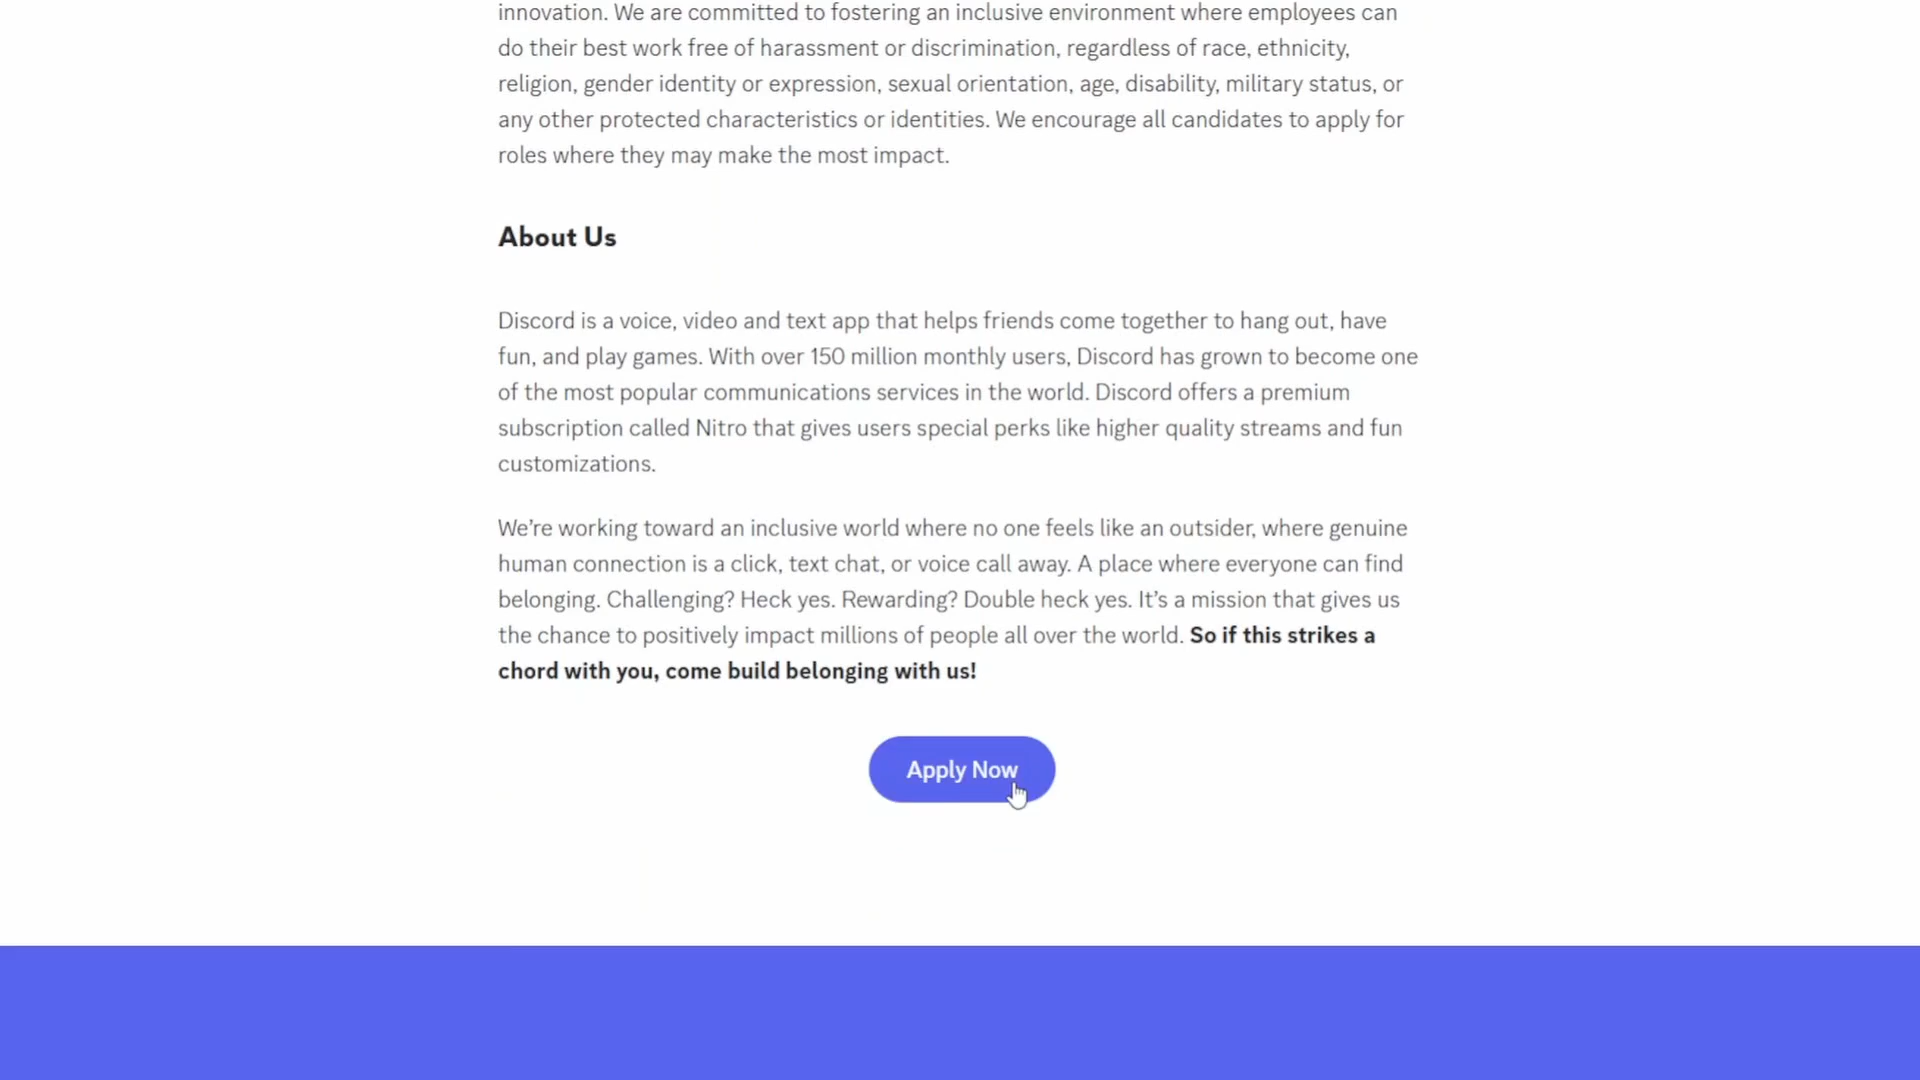 innovation. We are committed to fostering an inclusive environment where employees can
do their best work free of harassment or discrimination, regardless of race, ethnicity,
religion, gender identity or expression, sexual orientation, age, disability, military status, or
any other protected characteristics or identities. We encourage all candidates to apply for
roles where they may make the most impact.
About Us
Discord is a voice, video and text app that helps friends come together to hang out, have
fun, and play games. With over 150 million monthly users, Discord has grown to become one
of the most popular communications services in the world. Discord offers a premium
subscription called Nitro that gives users special perks like higher quality streams and fun
customizations.
We’re working toward an inclusive world where no one feels like an outsider, where genuine
human connection is a click, text chat, or voice call away. A place where everyone can find
belonging. Challenging? Heck yes. Rewarding? Double heck yes. It’s a mission that gives us
the chance to positively impact millions of people all over the world. So if this strikes a
chord with you, come build belonging with us!
Apply Now